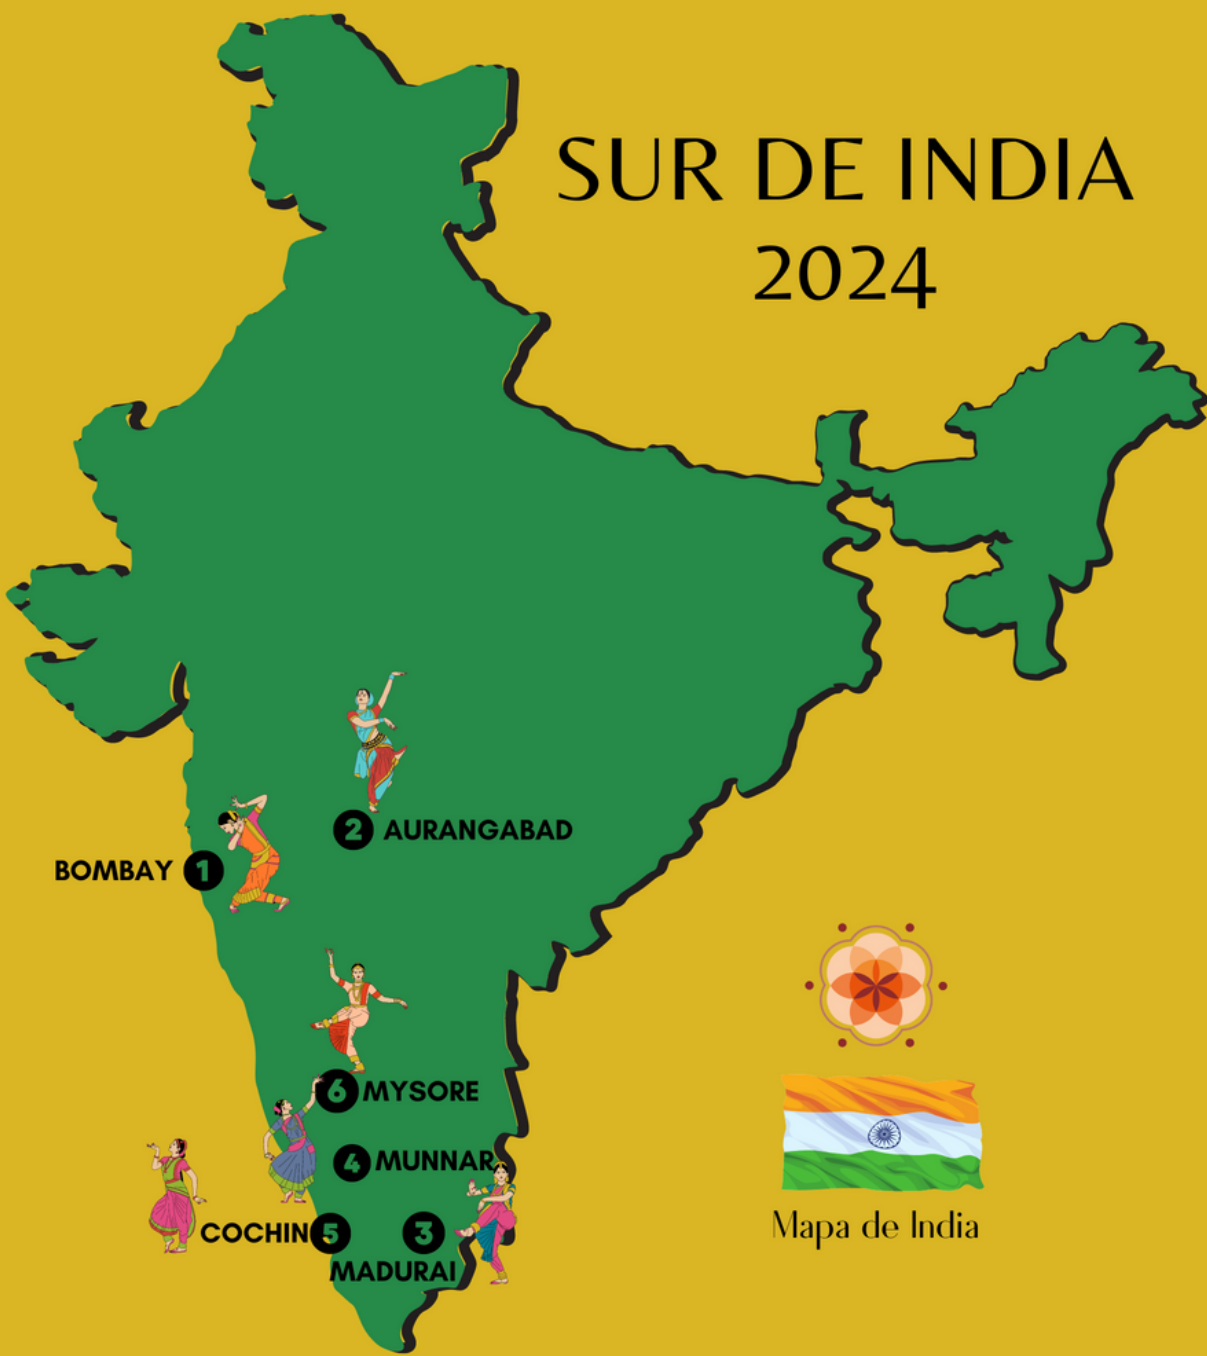 SUR DE INDIA
2024
2 AURANGABAD
BOMBAY 1
6 MYSORE
4 MUNNAR
COCHIN 5
3
MADURAI
Mapa de India